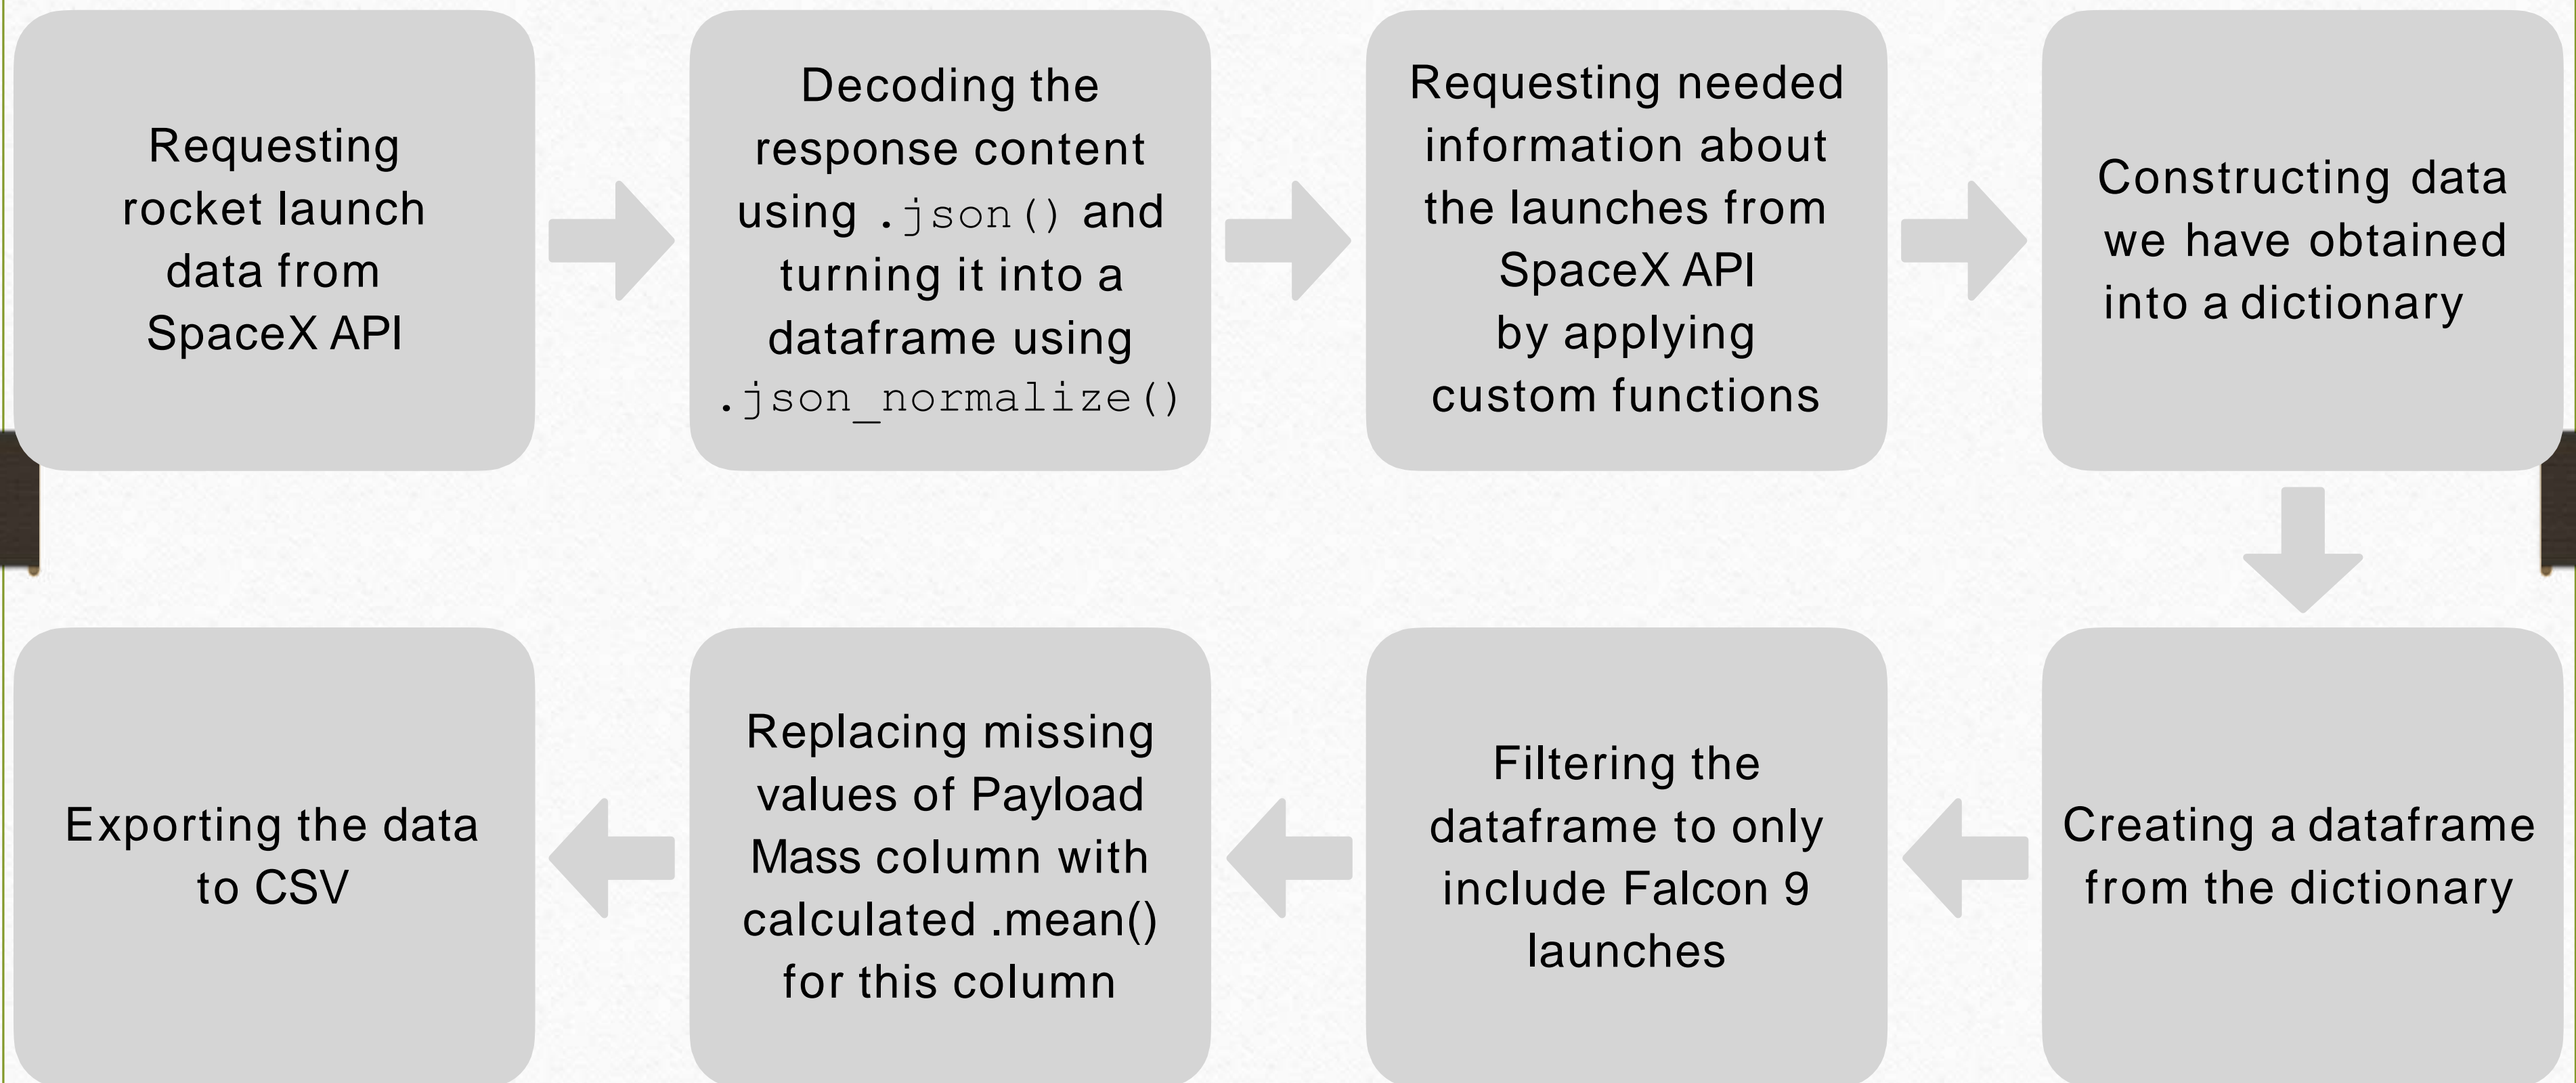 Requesting
rocket launch
data from
SpaceX API
Decoding the
response content
using .json() and
turning it into a
dataframe using
.json_normalize()
Requesting needed
information about
the launches from
SpaceX API
by applying
custom functions
Constructing data
we have obtained
into a dictionary
Creating a dataframe
from the dictionary
Filtering the
dataframe to only
include Falcon 9
launches
Replacing missing
values of Payload
Mass column with
calculated .mean()
for this column
Exporting the data
to CSV